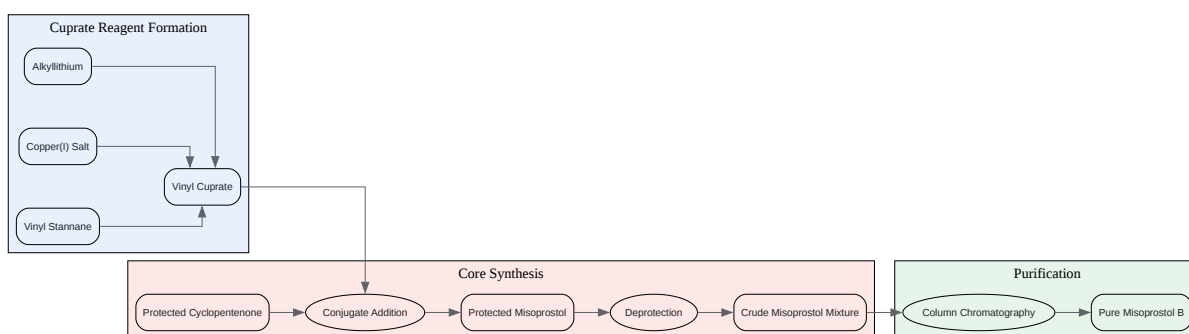 Cuprate Reagent Formation
Alkyllithium
Copper(I) Salt
Vinyl Cuprate
Vinyl Stannane
Core Synthesis
Protected Cyclopentenone
Conjugate Addition
Protected Misoprostol
Deprotection
Crude Misoprostol Mixture
Purification
Column Chromatography
Pure Misoprostol B